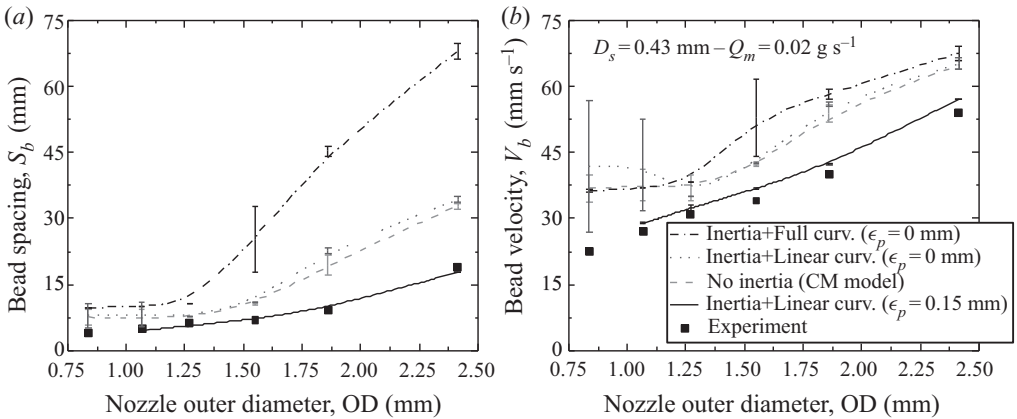 (a)
75
60
45
30
15
0
Bead spacing, S_b (mm)
0.75 1.00 1.25 1.50 1.75 2.00 2.25 2.50
Nozzle outer diameter, OD (mm)
(b)
D_s = 0.43 mm – Q_m = 0.02 g s⁻¹
75
60
45
30
15
0
Bead velocity, V_b (mm s⁻¹)
Inertia+Full curv. (ϵ_p = 0 mm)
Inertia+Linear curv. (ϵ_p = 0 mm)
No inertia (CM model)
Inertia+Linear curv. (ϵ_p = 0.15 mm)
Experiment
0.75 1.00 1.25 1.50 1.75 2.00 2.25 2.50
Nozzle outer diameter, OD (mm)